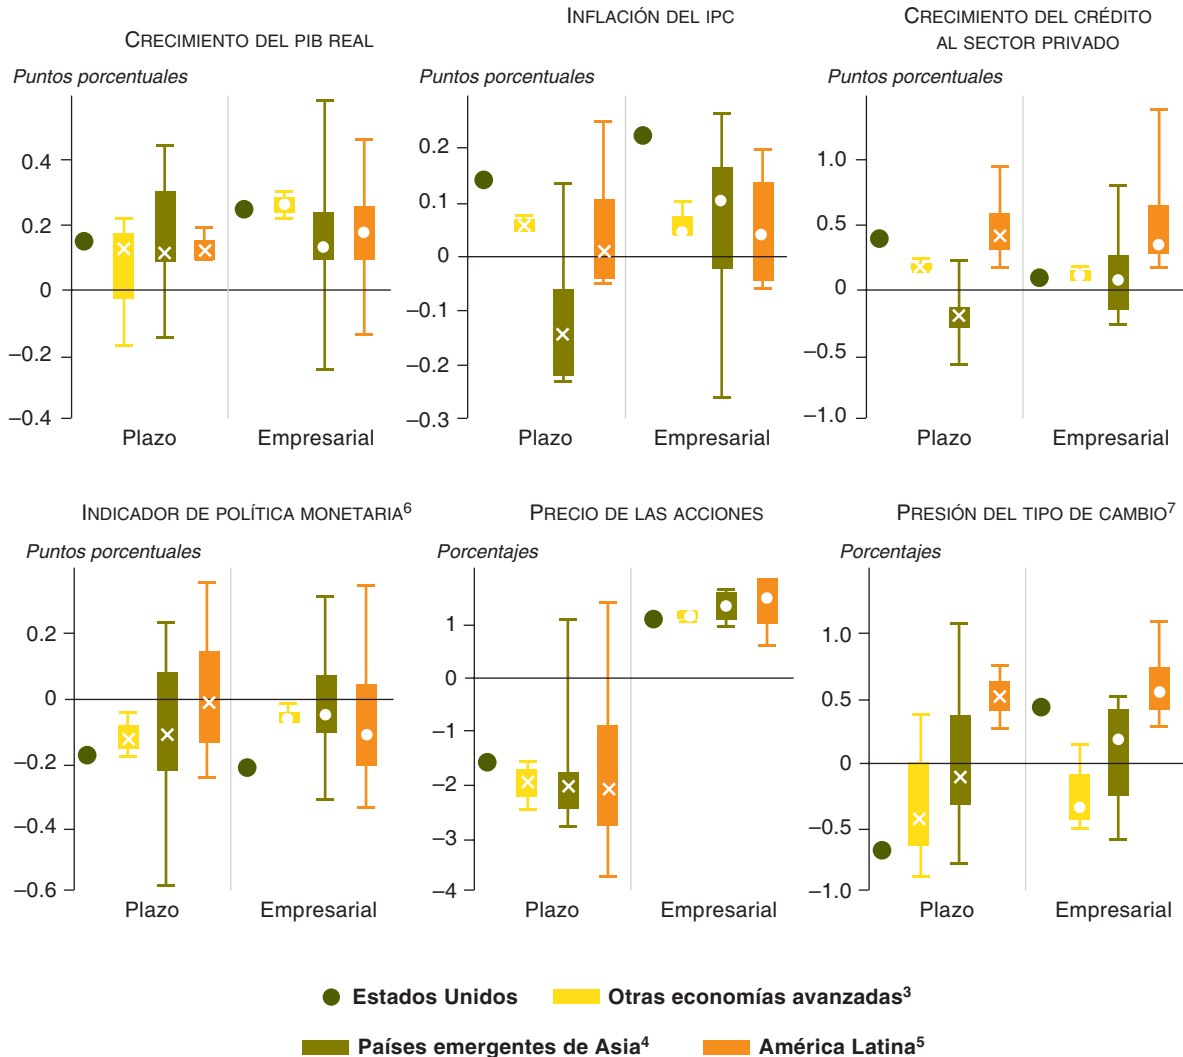 CRECIMIENTO DEL PIB REAL
Puntos porcentuales
0.4
0.2
0
–0.2
–0.4
Plazo Empresarial
INFLACIÓN DEL IPC
0.2
0.1
0
–0.1
–0.2
–0.3
Plazo Empresarial
CRECIMIENTO DEL CRÉDITO
AL SECTOR PRIVADO
Puntos porcentuales
1.0
0.5
0
–0.5
–1.0
Plazo Empresarial
INDICADOR DE POLÍTICA MONETARIA⁶
Puntos porcentuales
0.2
0
–0.2
–0.4
–0.6
Plazo Empresarial
PRECIO DE LAS ACCIONES
Porcentajes
1
0
–1
–2
–3
–4
Plazo Empresarial
PRESIÓN DEL TIPO DE CAMBIO⁷
Porcentajes
1.0
0.5
0
–0.5
–1.0
Plazo Empresarial
Estados Unidos Otras economías avanzadas³
Países emergentes de Asia⁴ América Latina⁵